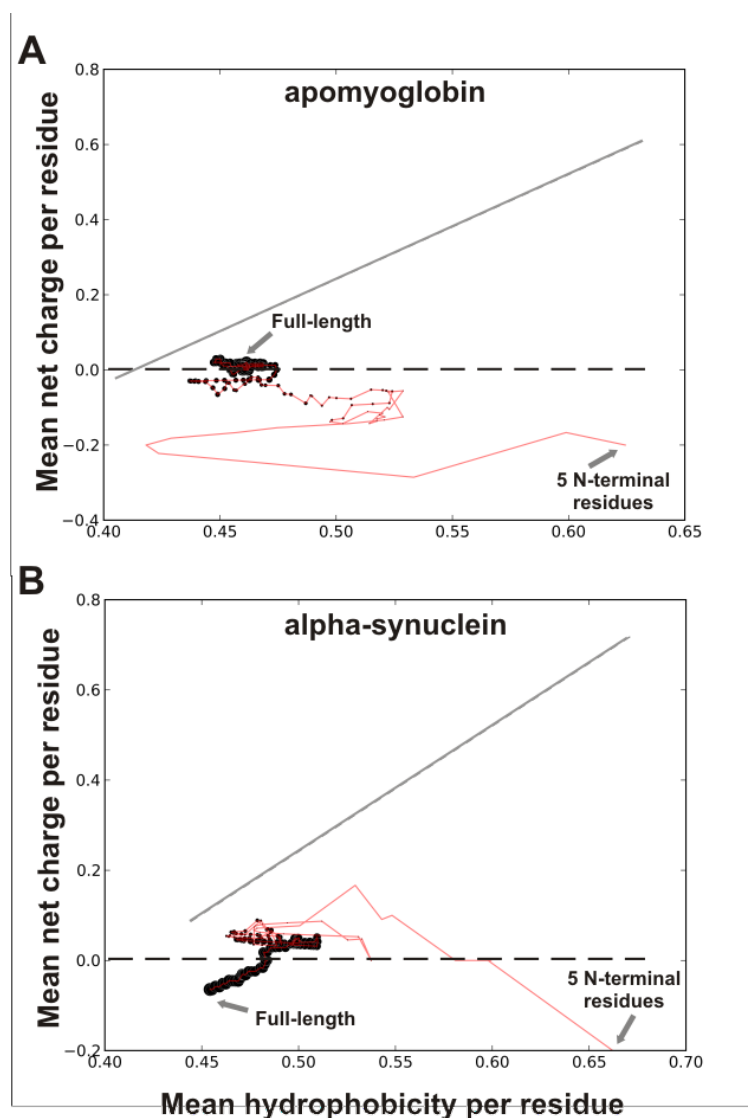 A
apomyoglobin
Mean net charge per residue
0.8
0.6
0.4
0.2
0.0
−0.2
−0.4
Full-length
5 N-terminal
residues
0.40
0.45
0.50
0.55
0.60
0.65
B
alpha-synuclein
Mean net charge per residue
0.8
0.6
0.4
0.2
0.0
−0.2
Full-length
5 N-terminal
residues
0.40
0.45
0.50
0.55
0.60
0.65
0.70
Mean hydrophobicity per residue